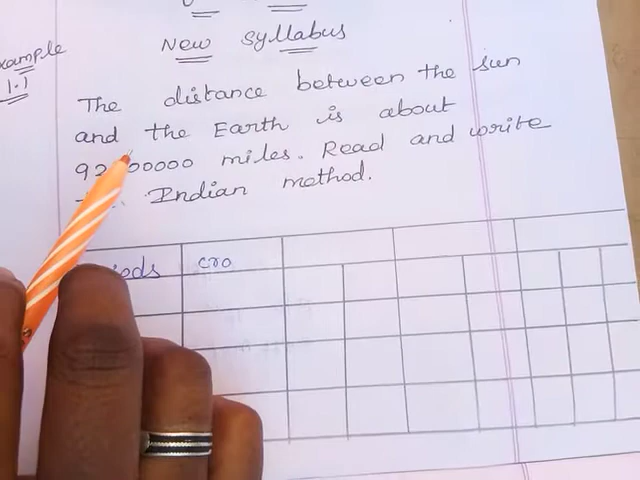 New syllabus
xample
1.1
The distance between the sun
and the Earth is about
miles. Read and write
Indian method.
cro